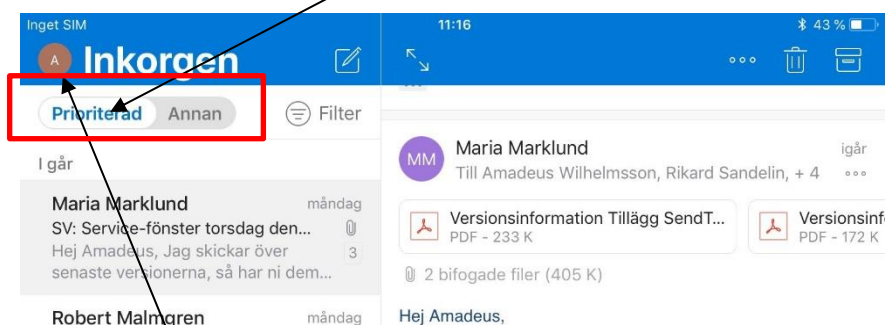 Inget SIM 11:16 43 %
A Inkorgen
Prioriterad Annan Filter
I går
Maria Marklund måndag
SV: Service-fönster torsdag den...
Hej Amadeus, Jag skickar över 3
senaste versionerna, så har ni dem...
Robert Malmgren måndag
MM Maria Marklund igår
Till Amadeus Wilhelmsson, Rikard Sandelin, + 4
Versionsinformation Tillägg SendT...
PDF - 233 K
Versionsinf
PDF - 172 K
2 bifogade filer (405 K)
Hej Amadeus,